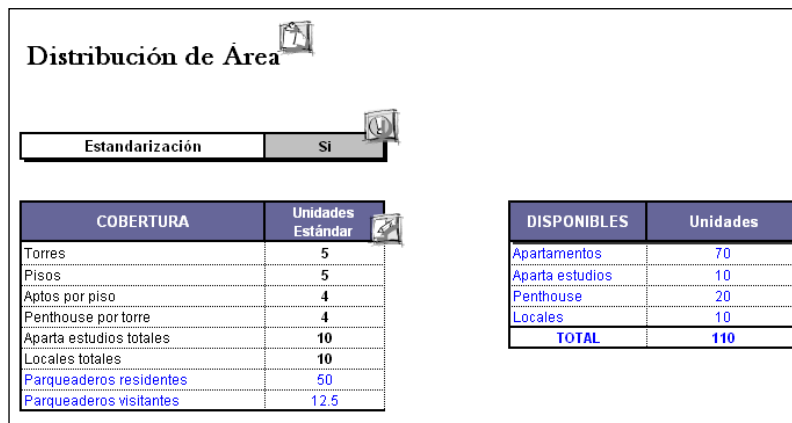 Distribución de Área
Estandarización Si
COBERTURA Unidades Estándar
Torres 5
Pisos 5
Aptos por piso 4
Penthouse por torre 4
Aparta estudios totales 10
Locales totales 10
Parqueaderos residentes 50
Parqueaderos visitantes 12.5
DISPONIBLES Unidades
Apartamentos 70
Aparta estudios 10
Penthouse 20
Locales 10
TOTAL 110